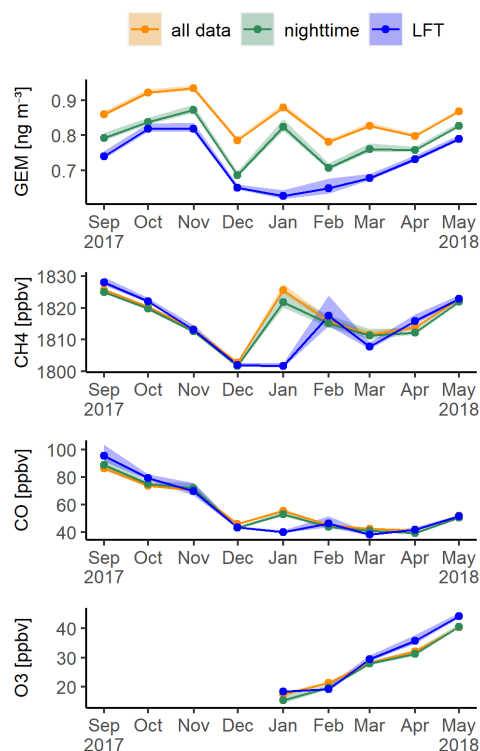 all data nighttime LFT
GEM [ng m⁻³]
0.9
0.8
0.7
Sep Oct Nov Dec Jan Feb Mar Apr May
2017 2018
CH4 [ppbv]
1830
1820
1810
1800
Sep Oct Nov Dec Jan Feb Mar Apr May
2017 2018
CO [ppbv]
100
80
60
40
Sep Oct Nov Dec Jan Feb Mar Apr May
2017 2018
O3 [ppbv]
40
30
20
Sep Oct Nov Dec Jan Feb Mar Apr May
2017 2018